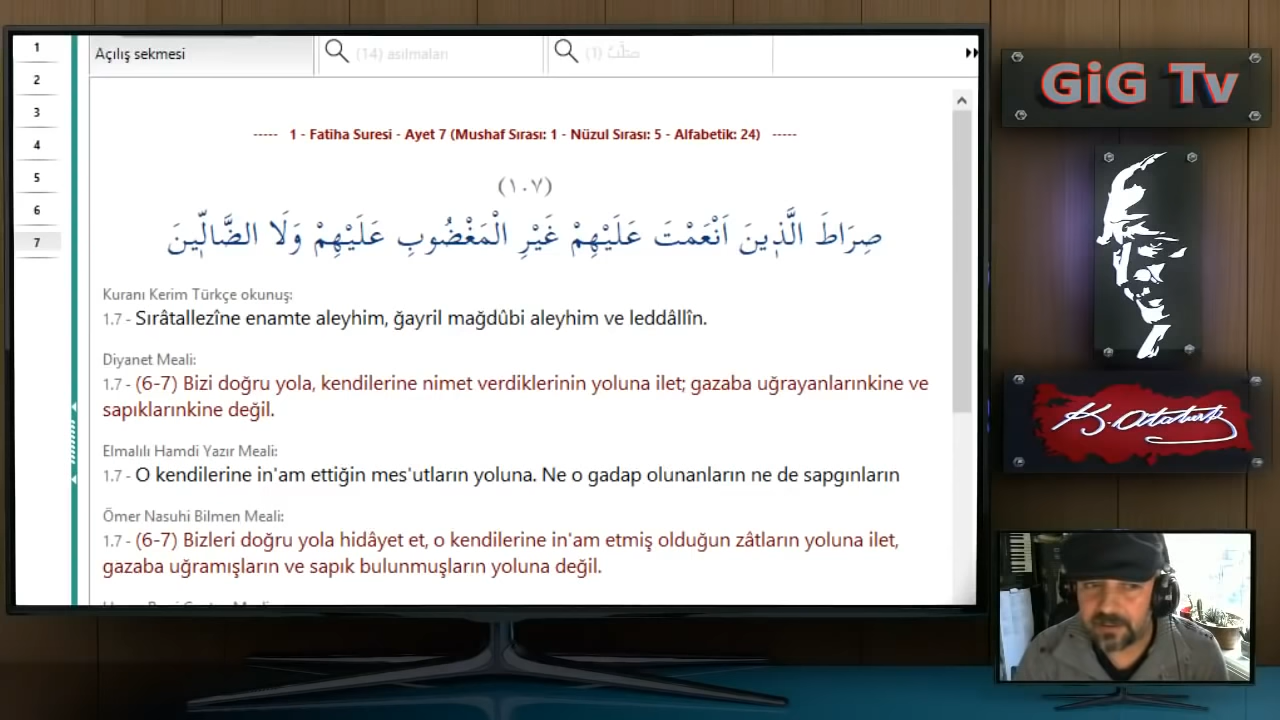 1
2
3
4
5
6
7
Açılış sekmesi
(14) asılmaları
----- 1 - Fatiha Suresi - Ayet 7 (Mushaf Sırası: 1 - Nüzul Sırası: 5 - Alfabetik: 24) -----
(١٠٧)
صِرَاطَ الَّذ۪ينَ اَنْعَمْتَ عَلَيْهِمْ غَيْرِ الْمَغْضُوبِ عَلَيْهِمْ وَلَا الضَّٓالّ۪ينَ
Kuranı Kerim Türkçe okunuş:
1.7 - Sırâtallezîne enamte aleyhim, ğayril mağdûbi aleyhim ve leddâllîn.
Diyanet Meali:
1.7 - (6-7) Bizi doğru yola, kendilerine nimet verdiklerinin yoluna ilet; gazaba uğrayanlarınkine ve
sapıklarınkine değil.
Elmalılı Hamdi Yazır Meali:
1.7 - O kendilerine in'am ettiğin mes'utların yoluna. Ne o gadap olunanların ne de sapgınların
Ömer Nasuhi Bilmen Meali:
1.7 - (6-7) Bizleri doğru yola hidâyet et, o kendilerine in'am etmiş olduğun zâtların yoluna ilet,
gazaba uğramışların ve sapık bulunmuşların yoluna değil.
GiG Tv
K. Atatürk